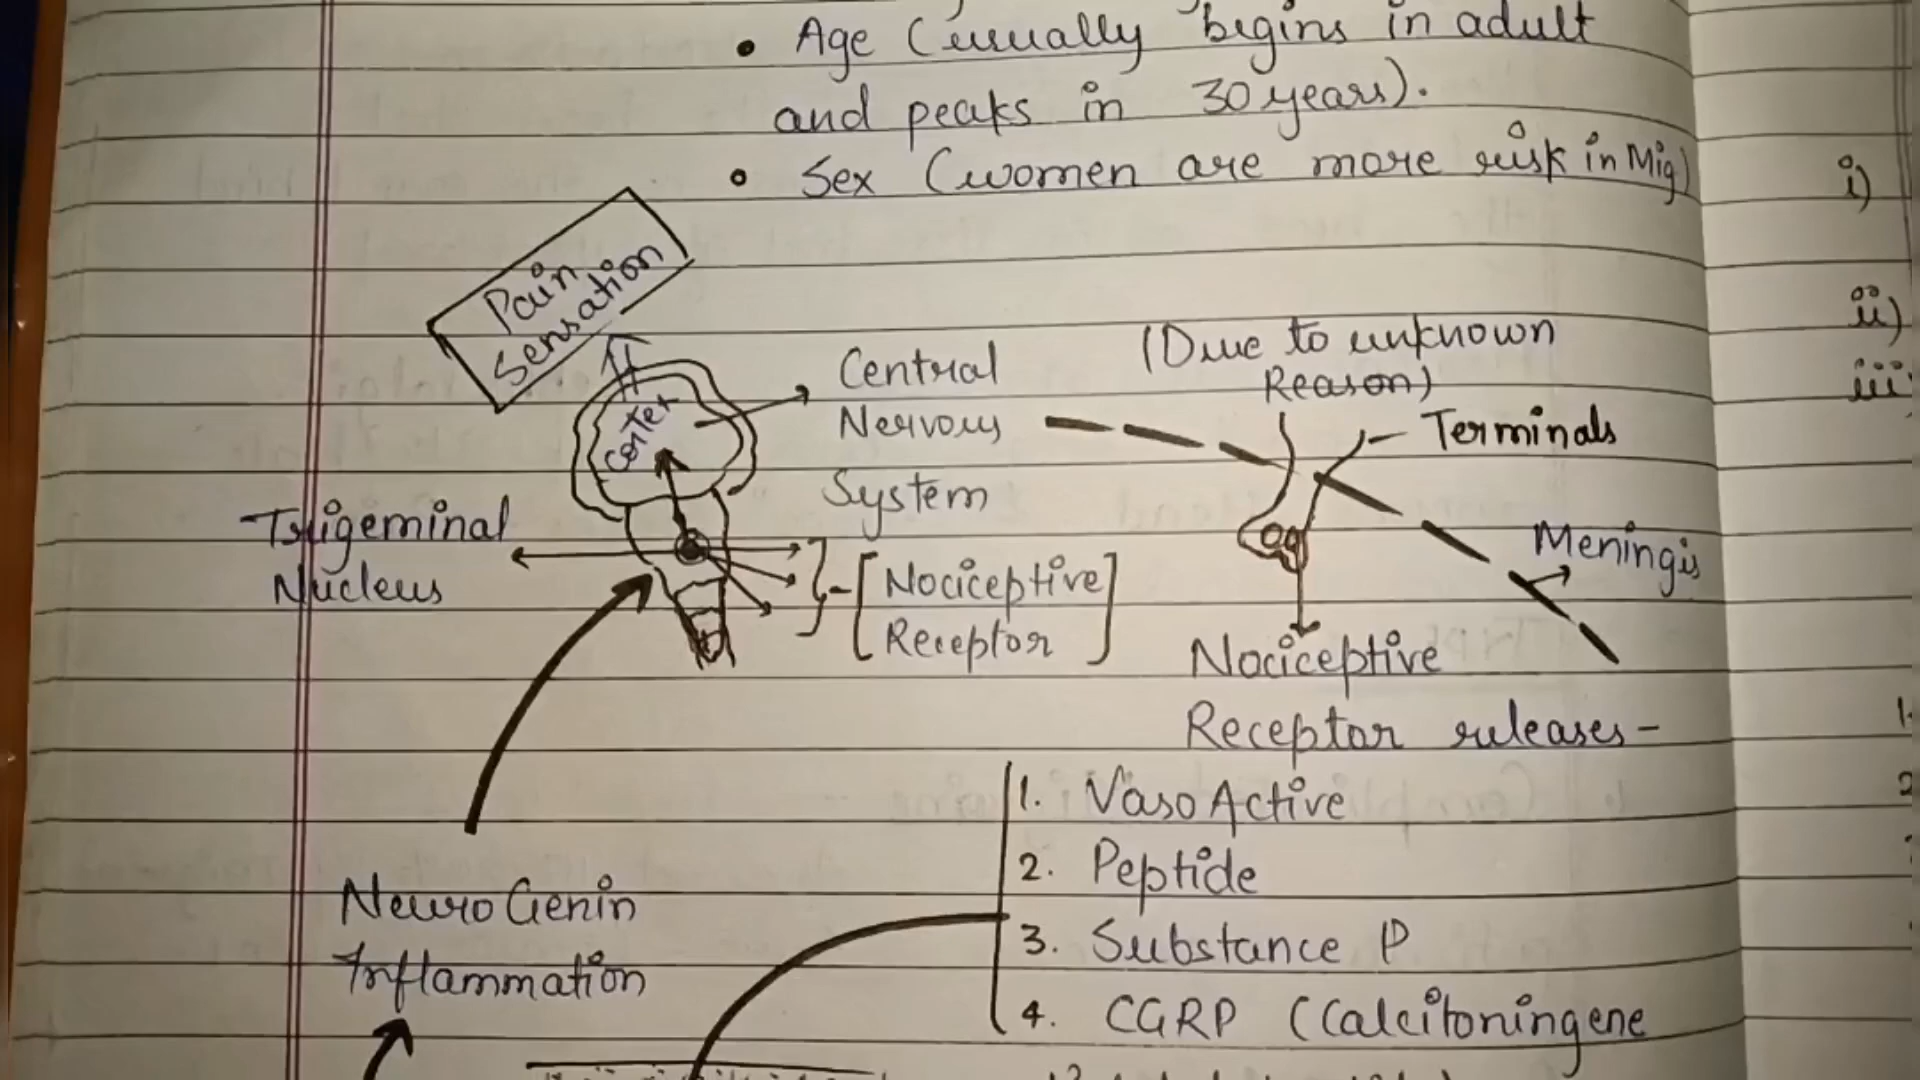 • Age (usually begins in adult
and peaks in 30 years).
• Sex (women are more risk in Mig)
Pain
Sensation
Cortex
Central
Nervous
System
(Due to unknown
Reason)
Terminals
Meningis
Trigeminal
Nucleus
[Nociceptive
Receptor]
Nociceptive
Receptor releases-
1. Vaso Active
2. Peptide
3. Substance P
4. CGRP (Calcitoningene
Neuro Genin
Inflammation
i)
ii)
iii)